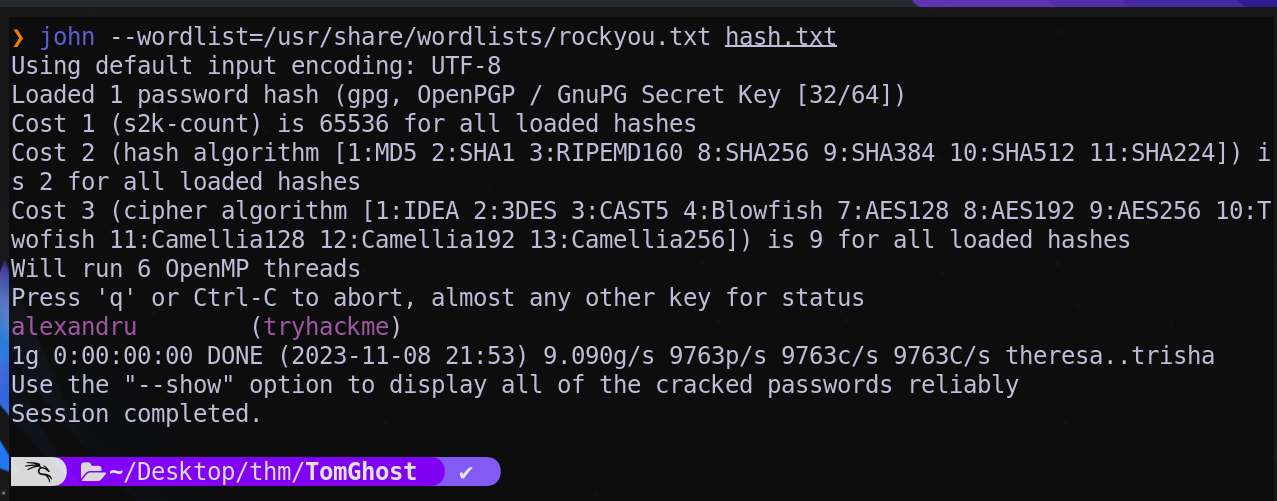 ❯ john --wordlist=/usr/share/wordlists/rockyou.txt hash.txt
Using default input encoding: UTF-8
Loaded 1 password hash (gpg, OpenPGP / GnuPG Secret Key [32/64])
Cost 1 (s2k-count) is 65536 for all loaded hashes
Cost 2 (hash algorithm [1:MD5 2:SHA1 3:RIPEMD160 8:SHA256 9:SHA384 10:SHA512 11:SHA224]) i
s 2 for all loaded hashes
Cost 3 (cipher algorithm [1:IDEA 2:3DES 3:CAST5 4:Blowfish 7:AES128 8:AES192 9:AES256 10:T
wofish 11:Camellia128 12:Camellia192 13:Camellia256]) is 9 for all loaded hashes
Will run 6 OpenMP threads
Press 'q' or Ctrl-C to abort, almost any other key for status
alexandru        (tryhackme)
1g 0:00:00:00 DONE (2023-11-08 21:53) 9.090g/s 9763p/s 9763c/s 9763C/s theresa..trisha
Use the "--show" option to display all of the cracked passwords reliably
Session completed.
~/Desktop/thm/TomGhost ✔